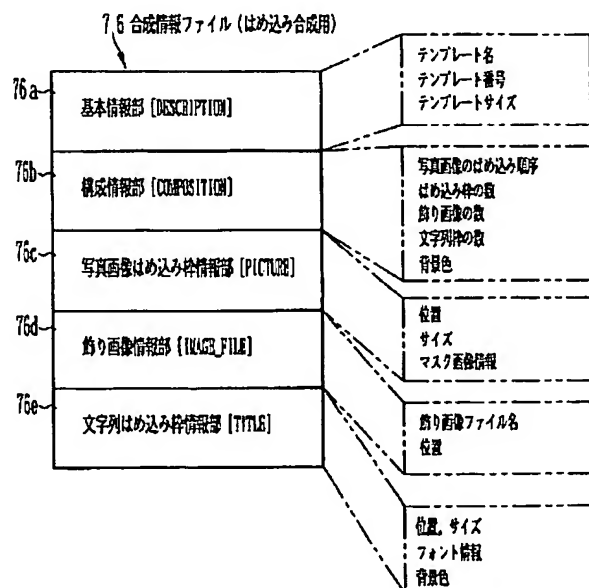 76 合成情報ファイル(はめ込み合成用)
76a
基本情報部 [DESCRIPTION]
テンプレート名
テンプレート番号
テンプレートサイズ
76b
構成情報部 [COMPOSITION]
写真画像のはめ込み順序
はめ込み枠の数
飾り画像の数
文字列枠の数
背景色
76c
写真画像はめ込み枠情報部 [PICTURE]
位置
サイズ
マスク画像情報
76d
飾り画像情報部 [IMAGE_FILE]
飾り画像ファイル名
位置
76e
文字列はめ込み枠情報部 [TITLE]
位置, サイズ
フォント情報
背景色